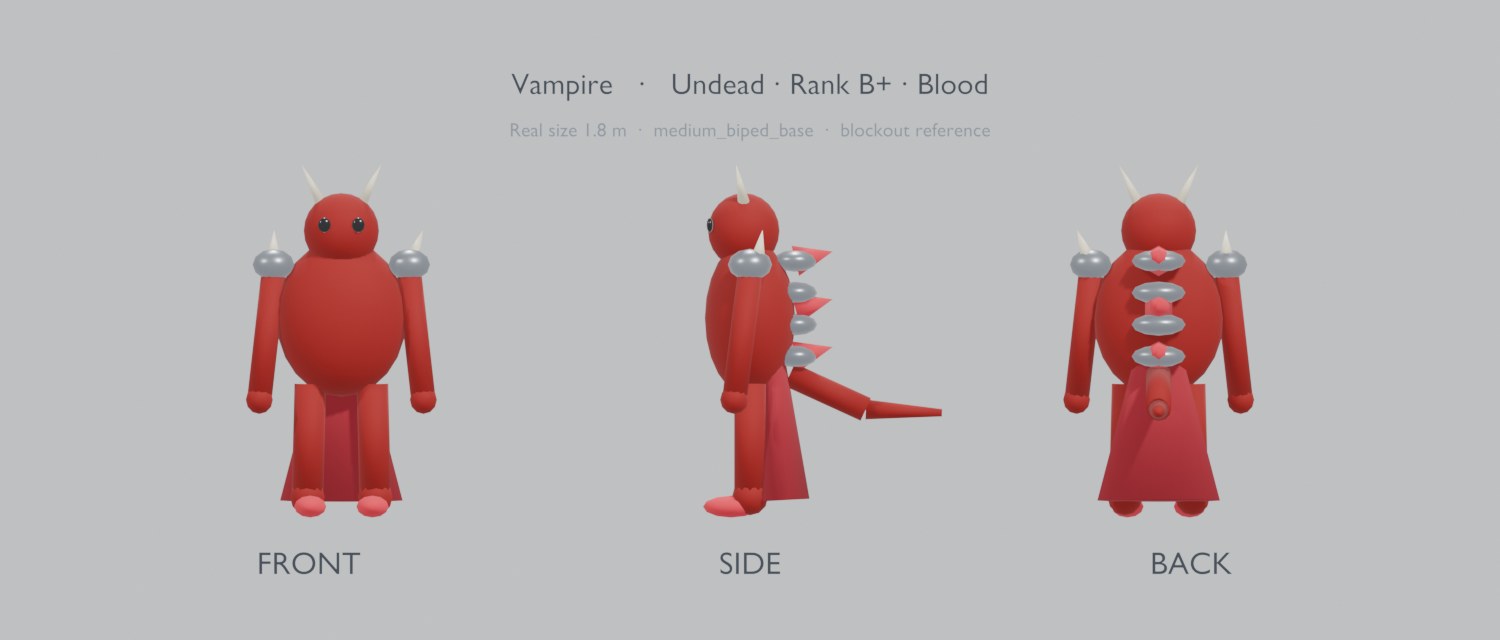 Vampire · Undead · Rank B+ · Blood
Real size 1.8 m · medium_biped_base · blockout reference
FRONT SIDE BACK